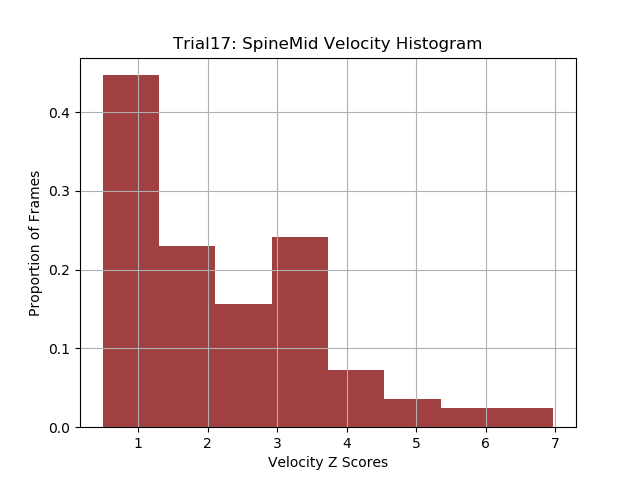 Trial17: SpineMid Velocity Histogram
Proportion of Frames
0.4
0.3
0.2
0.1
0.0
1 2 3 4 5 6 7
Velocity Z Scores